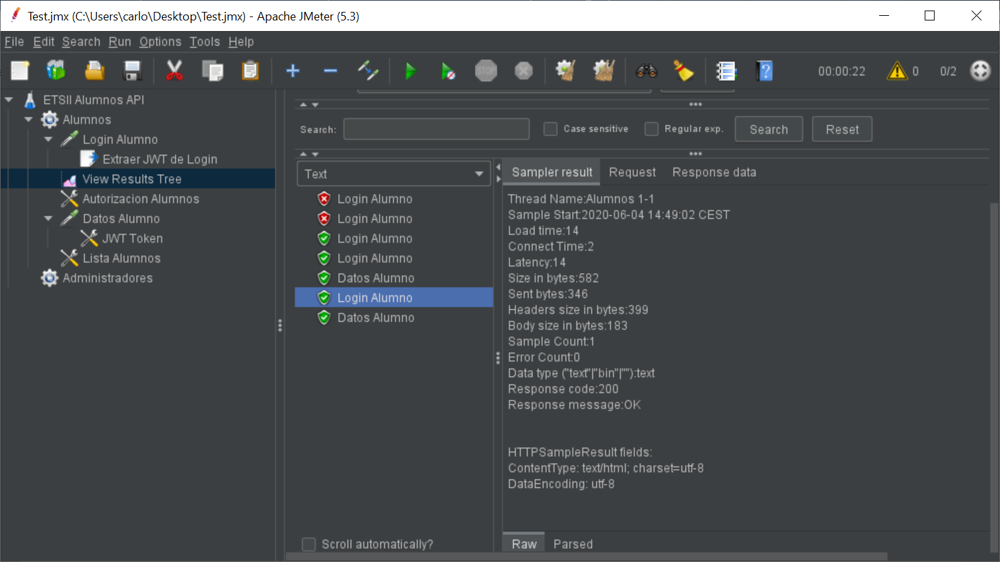 Test.jmx (C:\Users\carlo\Desktop\Test.jmx) - Apache JMeter (5.3)
File Edit Search Run Options Tools Help
STOP
00:00:22
0
0/2
ETSII Alumnos API
Alumnos
Login Alumno
Extraer JWT de Login
View Results Tree
Autorizacion Alumnos
Datos Alumno
JWT Token
Lista Alumnos
Administradores
Search:
Case sensitive
Regular exp.
Search
Reset
Text
Login Alumno
Login Alumno
Login Alumno
Login Alumno
Datos Alumno
Login Alumno
Datos Alumno
Scroll automatically?
Sampler result
Request
Response data
Thread Name:Alumnos 1-1
Sample Start:2020-06-04 14:49:02 CEST
Load time:14
Connect Time:2
Latency:14
Size in bytes:582
Sent bytes:346
Headers size in bytes:399
Body size in bytes:183
Sample Count:1
Error Count:0
Data type ("text"|"bin"|""):text
Response code:200
Response message:OK
HTTPSampleResult fields:
ContentType: text/html; charset=utf-8
DataEncoding: utf-8
Raw
Parsed